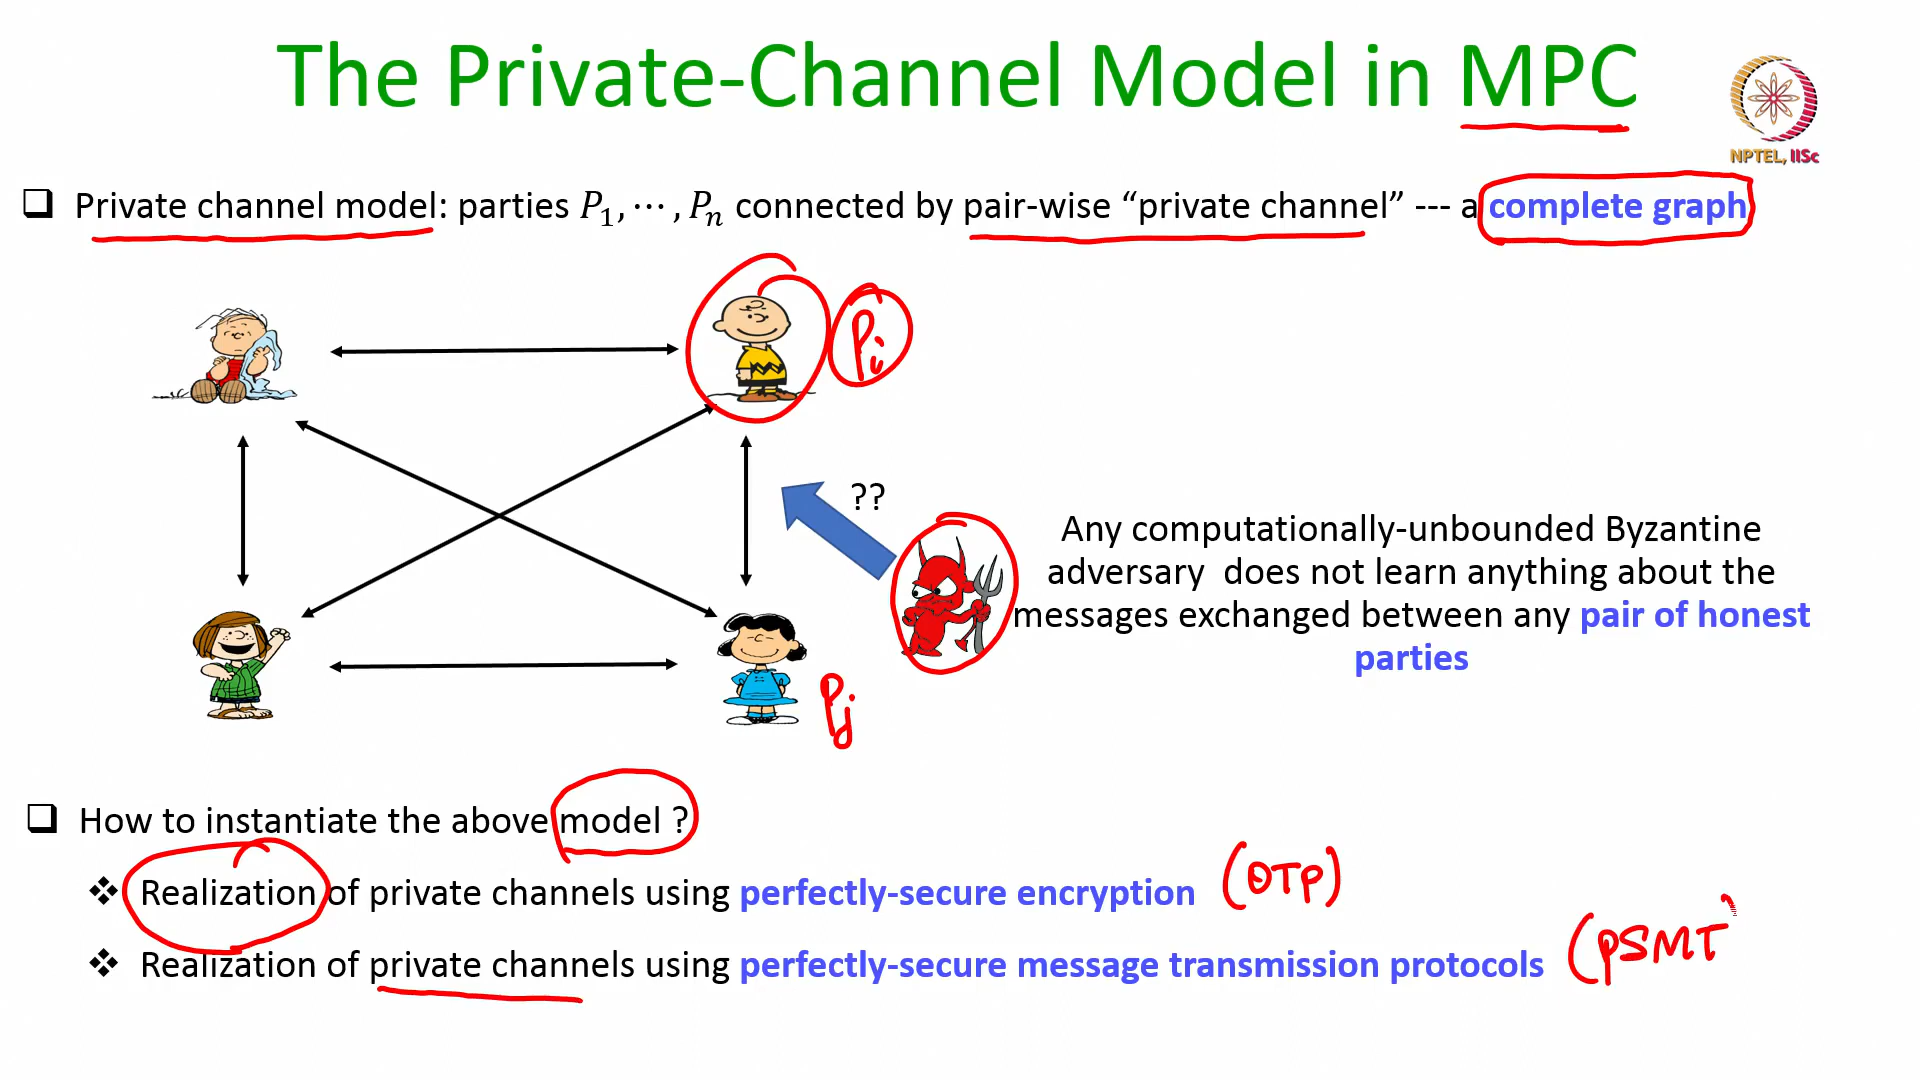 The Private-Channel Model in MPC
NPTEL, IISc
❑ Private channel model: parties P₁, ⋯ , Pₙ connected by pair-wise “private channel” --- a complete graph
Pi
??
Any computationally-unbounded Byzantine
adversary does not learn anything about the
messages exchanged between any pair of honest
parties
Pj
❑ How to instantiate the above model ?
❖ Realization of private channels using perfectly-secure encryption (OTP)
❖ Realization of private channels using perfectly-secure message transmission protocols (PSMT